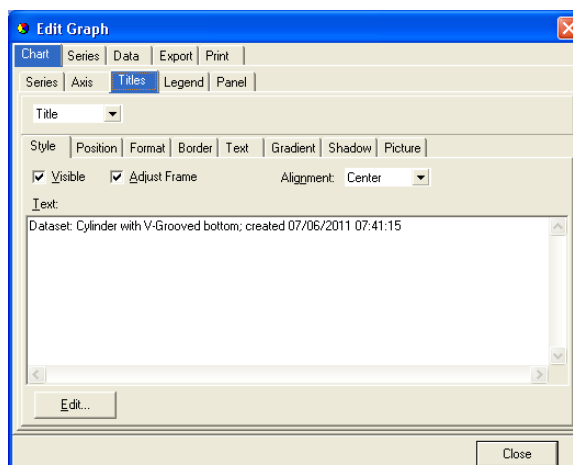 Edit Graph
Chart Series Data Export Print
Series Axis Titles Legend Panel
Title
Style Position Format Border Text Gradient Shadow Picture
Visible Adjust Frame Alignment: Center
Text:
Dataset: Cylinder with V-Grooved bottom; created 07/06/2011 07:41:15
Edit...
Close